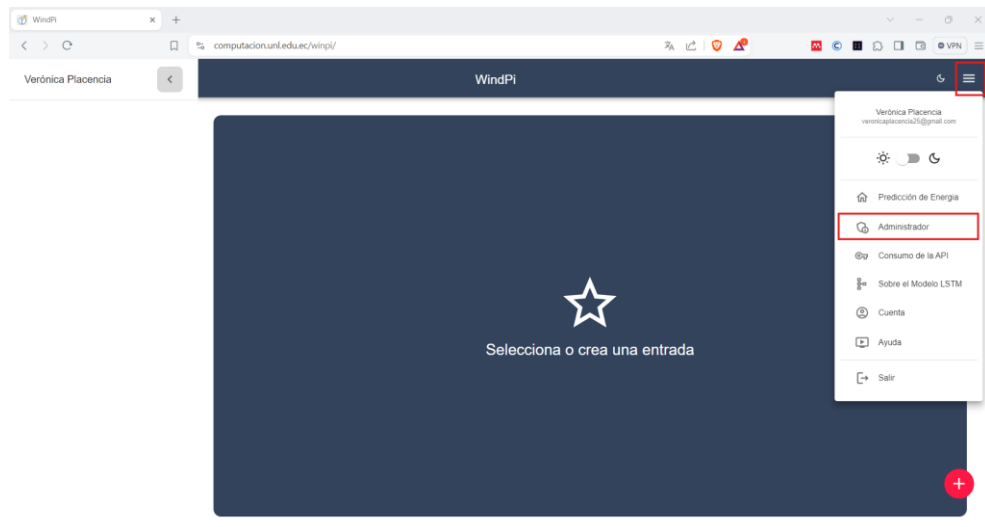 WindPi
computacion.unl.edu.ec/winpi/
VPN
Verónica Placencia
WindPi
Verónica Placencia
veronicaplacencia25@gmail.com
Predicción de Energia
Administrador
Consumo de la API
Sobre el Modelo LSTM
Cuenta
Ayuda
Salir
Selecciona o crea una entrada